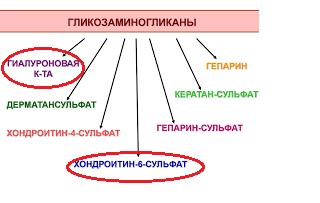 ГЛИКОЗАМИНОГЛИКАНЫ
ГИАЛУРОНОВАЯ
К-ТА
ГЕПАРИН
КЕРАТАН-СУЛЬФАТ
ДЕРМАТАНСУЛЬФАТ
ГЕПАРИН-СУЛЬФАТ
ХОНДРОИТИН-4-СУЛЬФАТ
ХОНДРОИТИН-6-СУЛЬФАТ